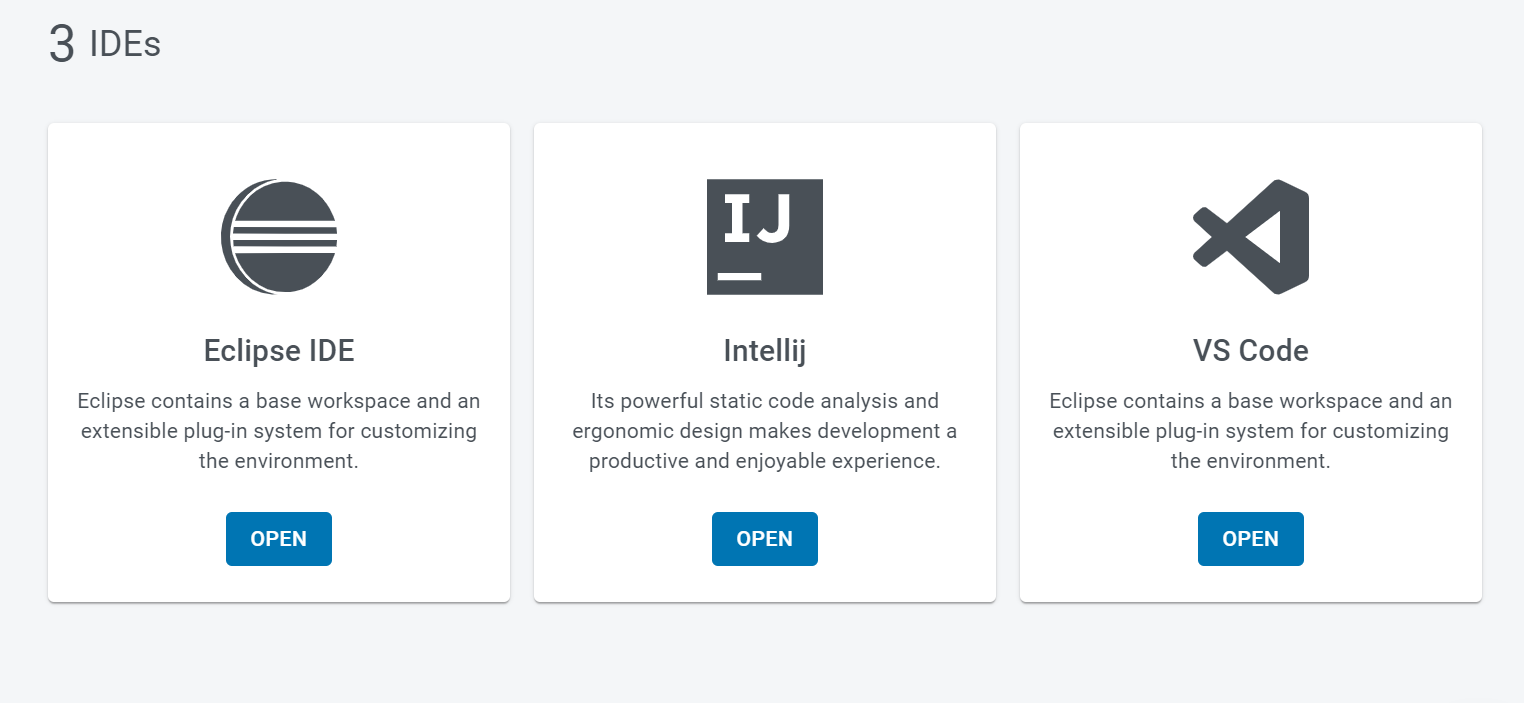 3 IDEs
IJ
Eclipse IDE
Eclipse contains a base workspace and an
extensible plug-in system for customizing
the environment.
OPEN
Intellij
Its powerful static code analysis and
ergonomic design makes development a
productive and enjoyable experience.
OPEN
VS Code
Eclipse contains a base workspace and an
extensible plug-in system for customizing
the environment.
OPEN